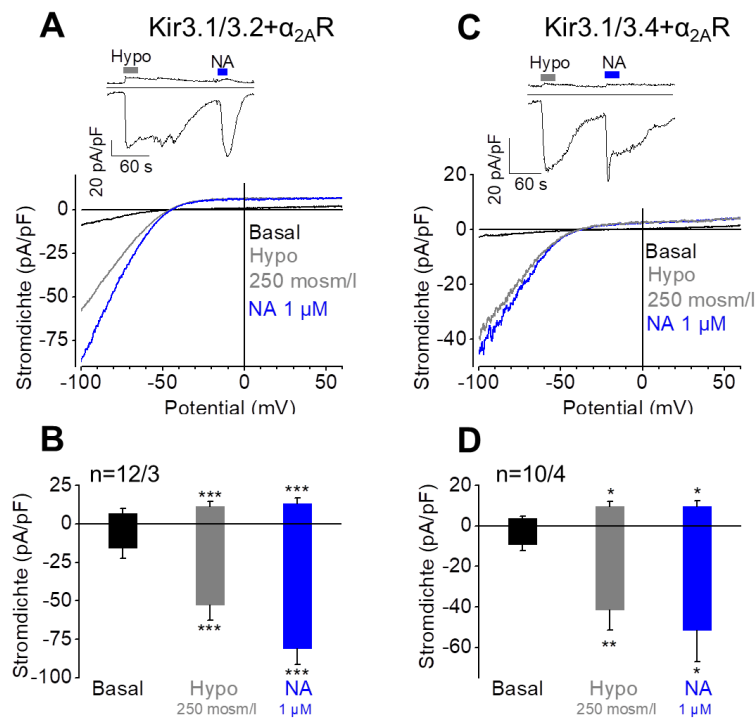 A
Kir3.1/3.2+α2AR
Hypo
NA
20 pA/pF
60 s
Stromdichte (pA/pF)
0
-25
-50
-75
Basal
Hypo
250 mosm/l
NA 1 µM
-100
-50
0
50
Potential (mV)
C
Kir3.1/3.4+α2AR
Hypo
NA
20 pA/pF
60 s
Stromdichte (pA/pF)
20
0
-20
-40
Basal
Hypo
250 mosm/l
NA 1 µM
-100
-50
0
50
Potential (mV)
B
n=12/3
Stromdichte (pA/pF)
25
0
-25
-50
-75
-100
***
***
***
***
Basal
Hypo
NA
250 mosm/l
1 µM
D
n=10/4
Stromdichte (pA/pF)
20
0
-20
-40
-60
*
*
**
*
Basal
Hypo
NA
250 mosm/l
1 µM